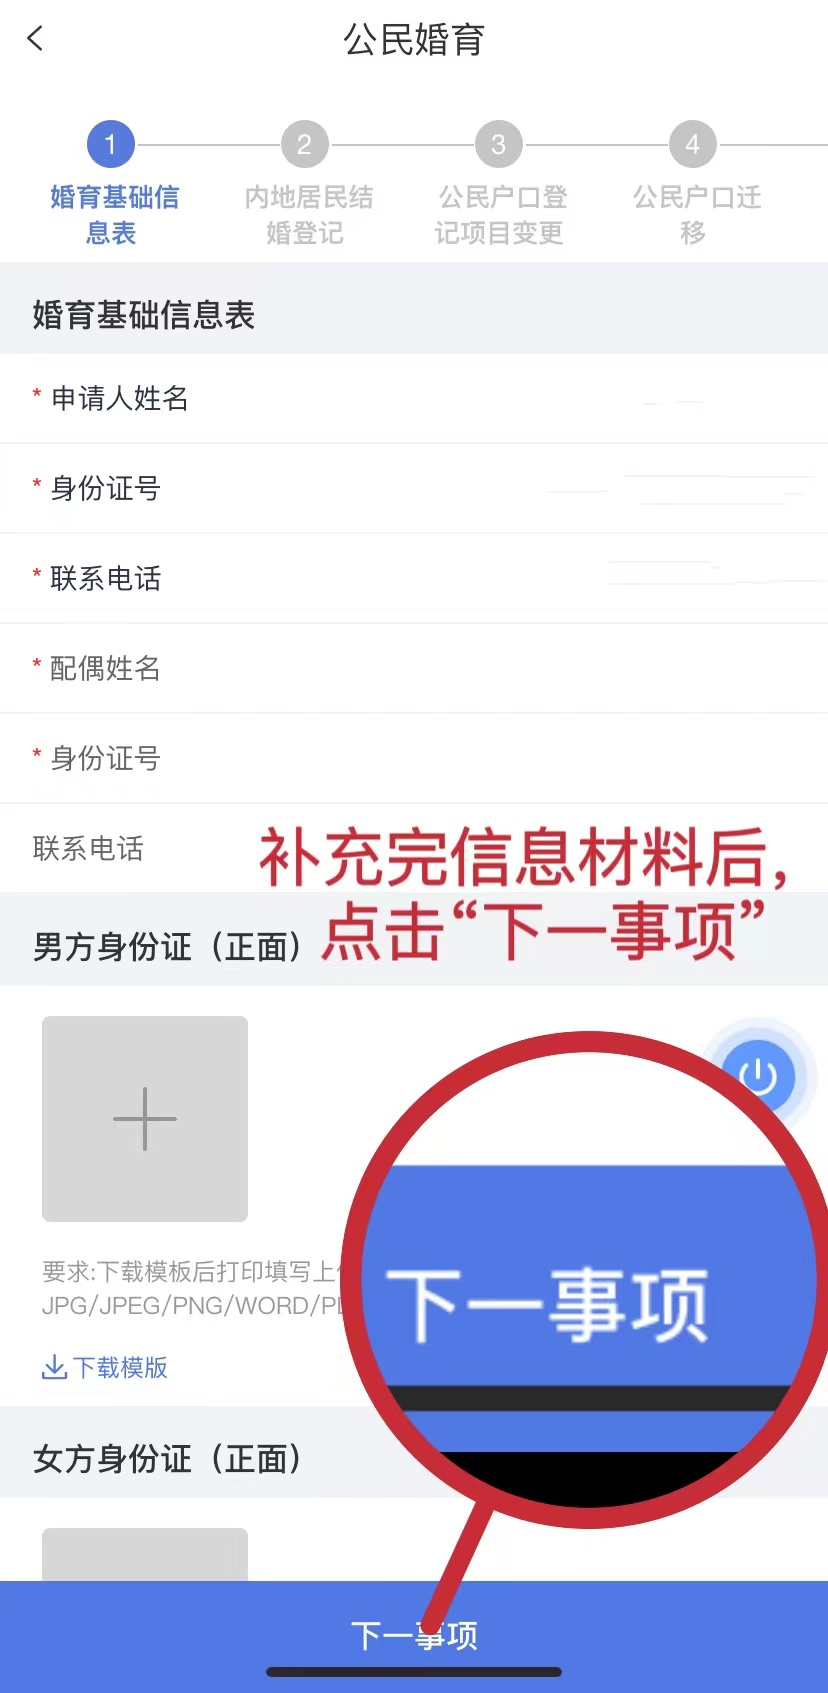 公民婚育
1
2
3
4
婚育基础信
息表
内地居民结
婚登记
公民户口登
记项目变更
公民户口迁
移
婚育基础信息表
* 申请人姓名
* 身份证号
* 联系电话
* 配偶姓名
* 身份证号
联系电话
补充完信息材料后，
点击“下一事项”
男方身份证（正面）
要求:下载模板后打印填写上
JPG/JPEG/PNG/WORD/P
下载模版
下一事项
女方身份证（正面）
下一事项